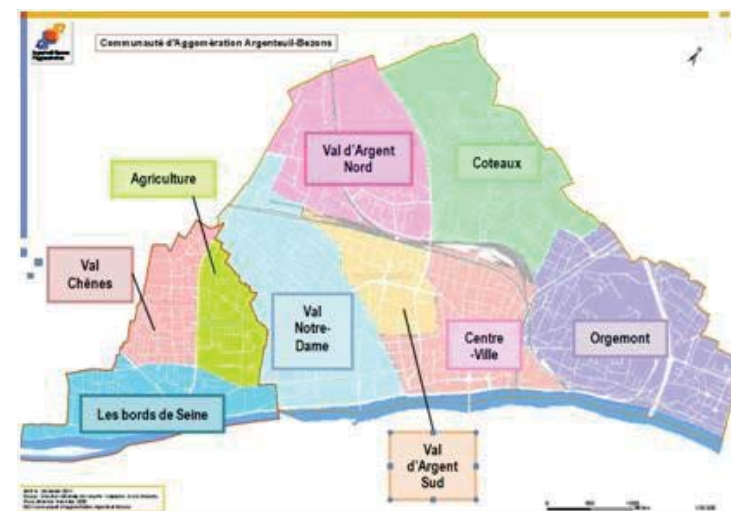 Communauté d'Agglomération Argenteuil-Bezons
Val d'Argent
Nord
Coteaux
Agriculture
Val
Chênes
Val
Notre-
Dame
Centre
-Ville
Orgemont
Les bords de Seine
Val
d'Argent
Sud